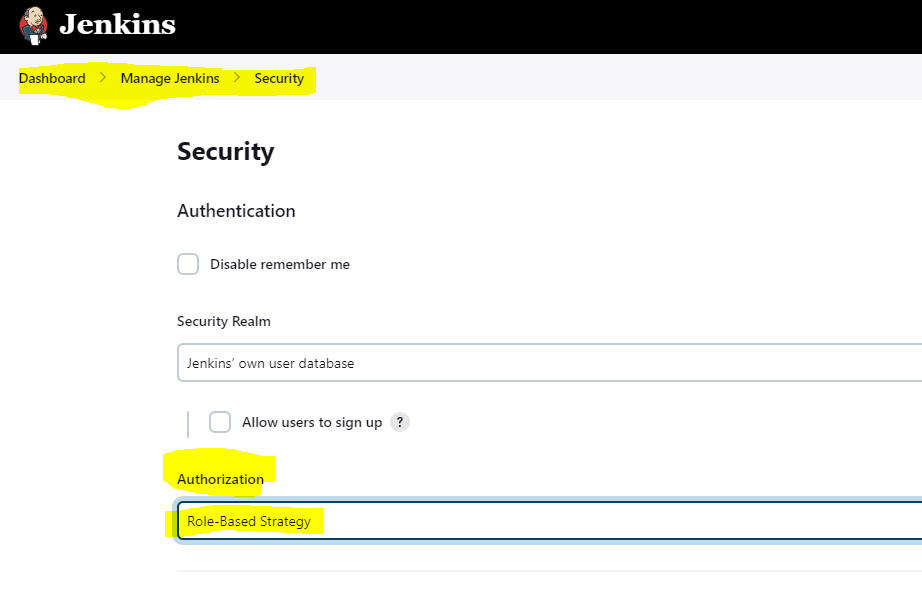 Jenkins
Dashboard > Manage Jenkins > Security
Security
Authentication
Disable remember me
Security Realm
Jenkins’ own user database
Allow users to sign up ?
Authorization
Role-Based Strategy